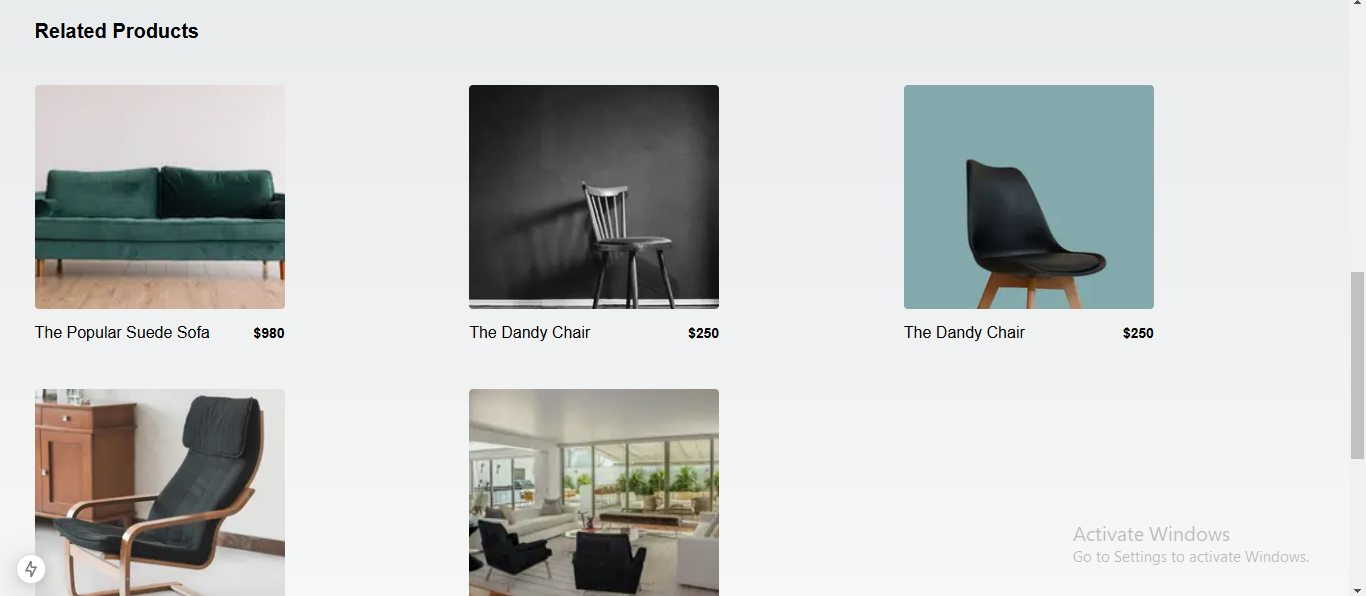 Related Products
The Popular Suede Sofa $980
The Dandy Chair $250
The Dandy Chair $250
Activate Windows
Go to Settings to activate Windows.